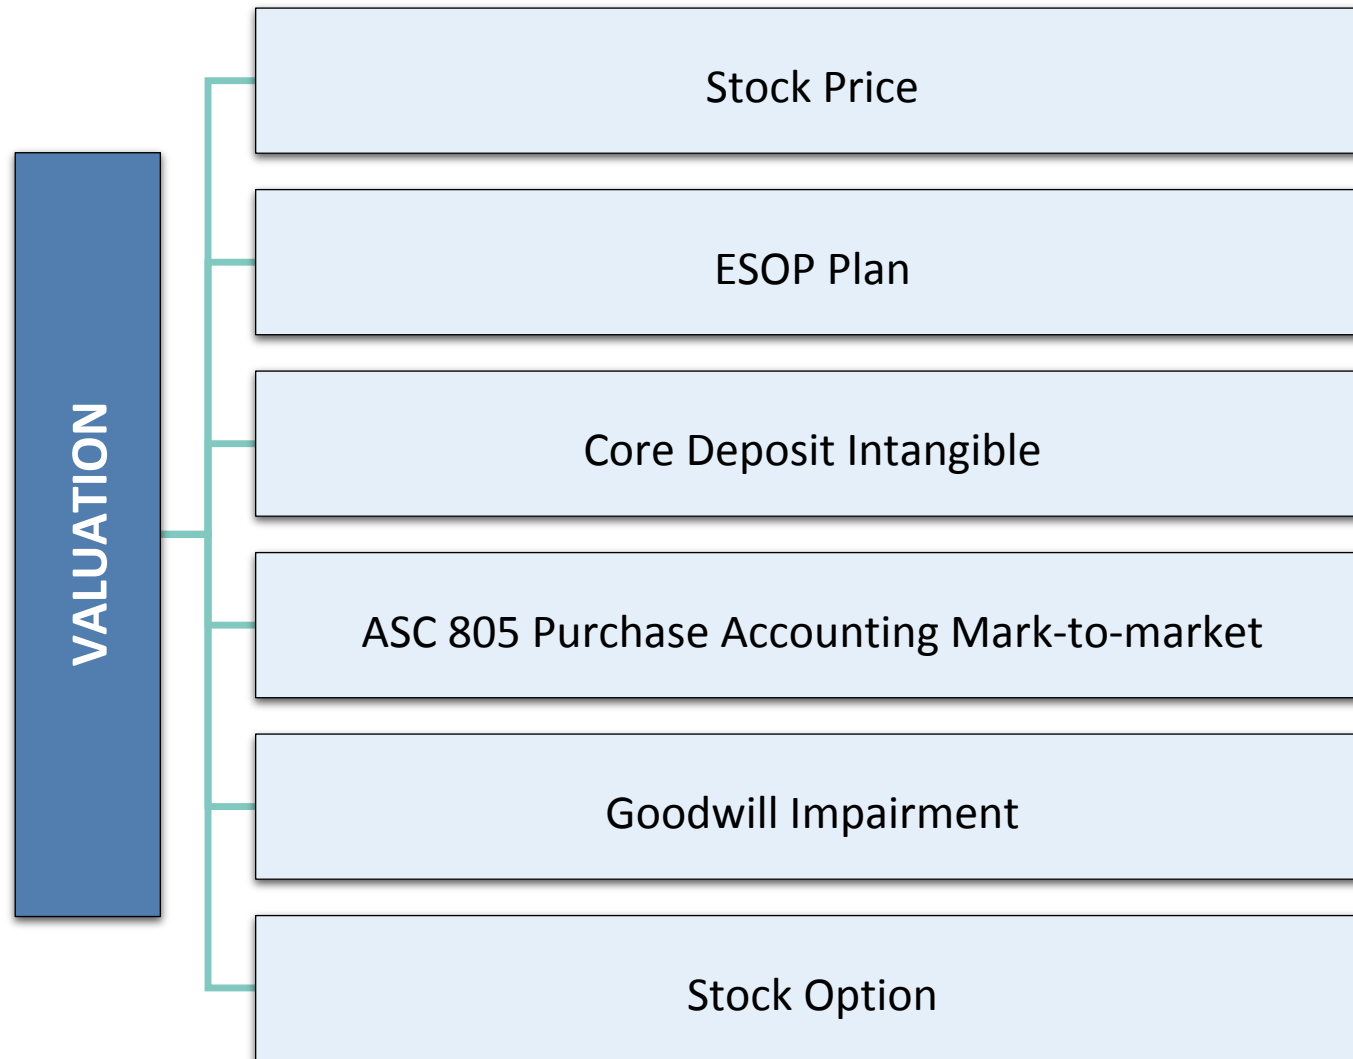 VALUATION
Stock Price
ESOP Plan
Core Deposit Intangible
ASC 805 Purchase Accounting Mark-to-market
Goodwill Impairment
Stock Option